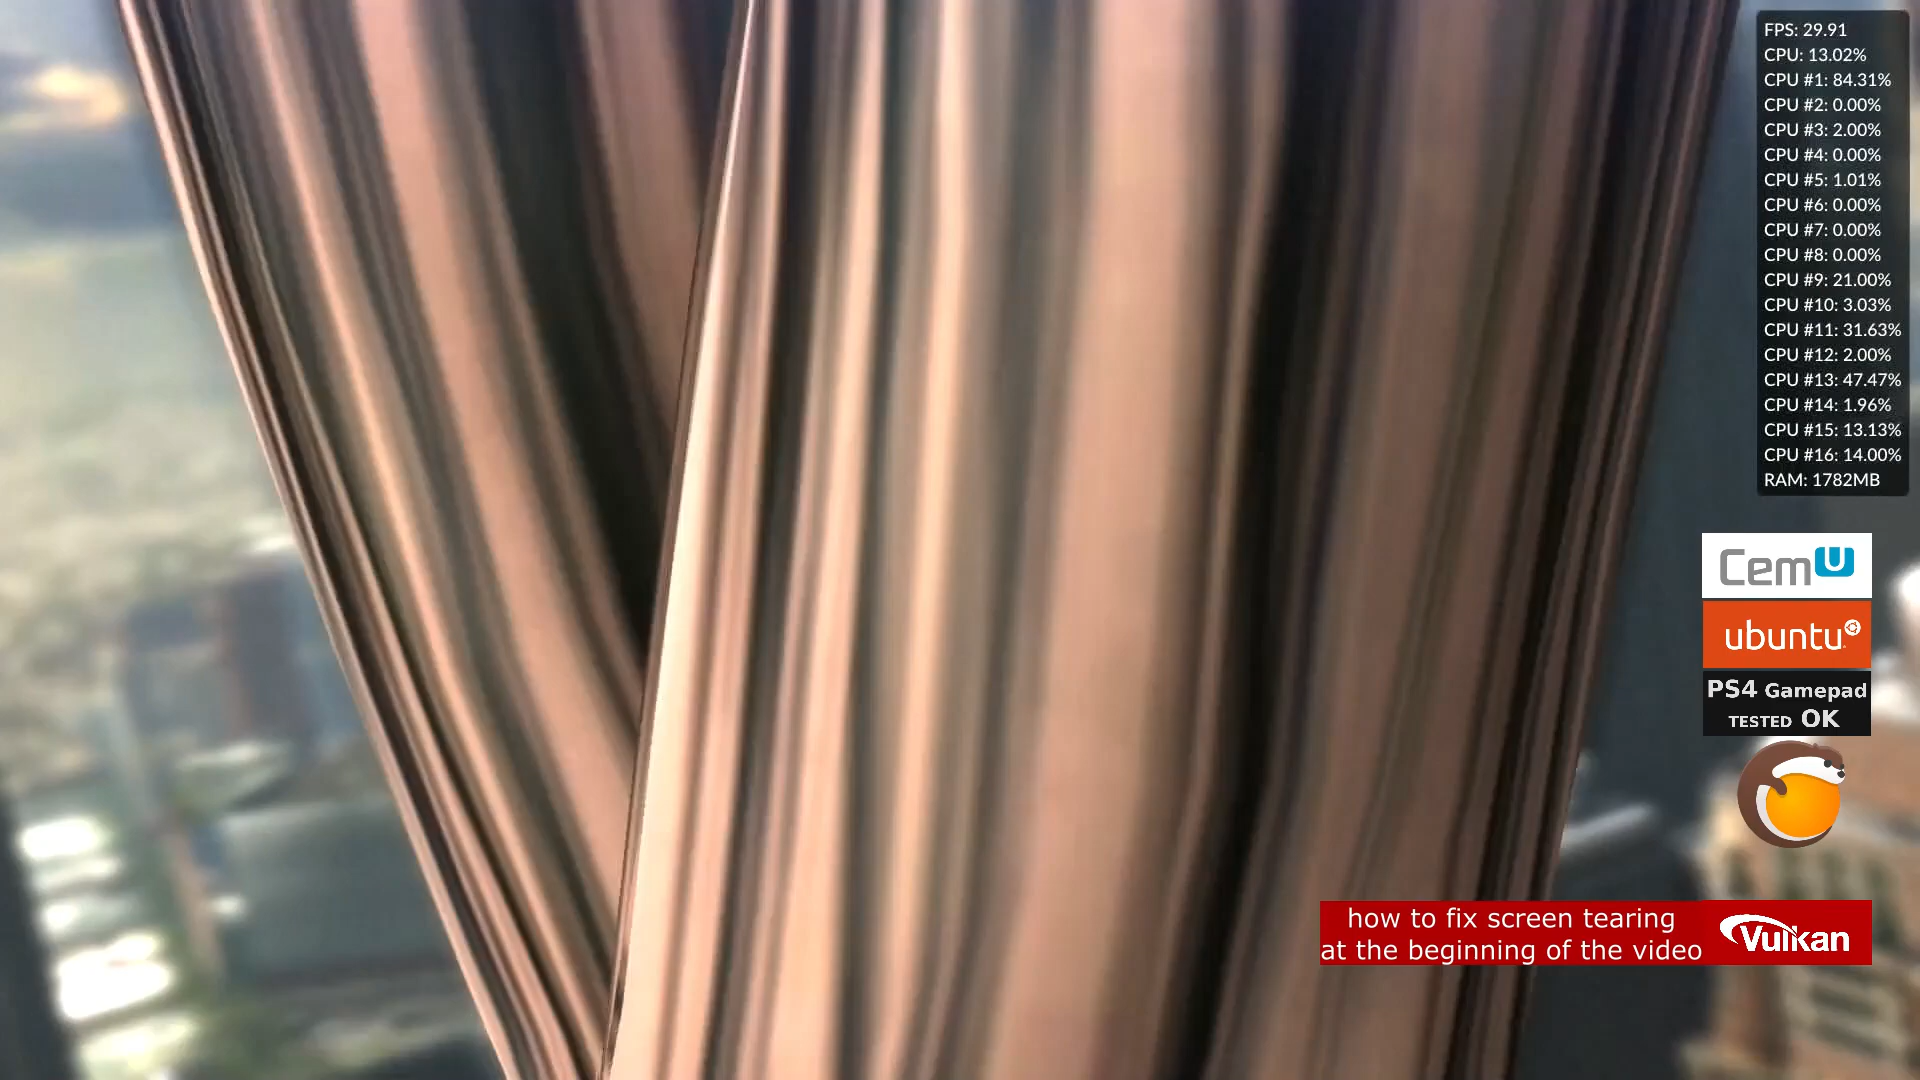 FPS: 29.91
CPU: 13.02%
CPU #1: 84.31%
CPU #2: 0.00%
CPU #3: 2.00%
CPU #4: 0.00%
CPU #5: 1.01%
CPU #6: 0.00%
CPU #7: 0.00%
CPU #8: 0.00%
CPU #9: 21.00%
CPU #10: 3.03%
CPU #11: 31.63%
CPU #12: 2.00%
CPU #13: 47.47%
CPU #14: 1.96%
CPU #15: 13.13%
CPU #16: 14.00%
RAM: 1782MB
CemU
ubuntu
PS4 Gamepad
TESTED OK
how to fix screen tearing
at the beginning of the video
Vulkan